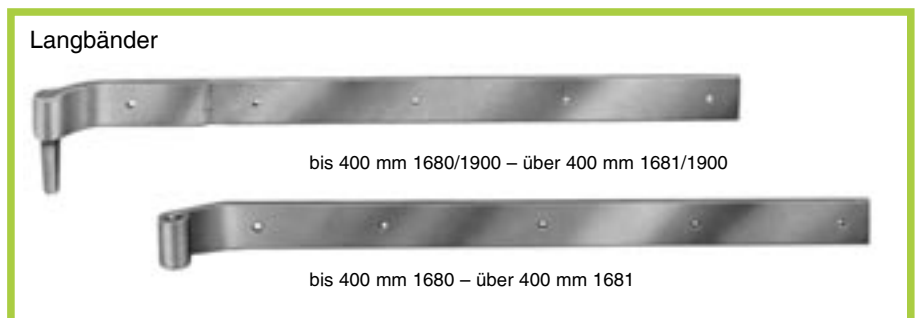 Langbänder
bis 400 mm 1680/1900 – über 400 mm 1681/1900
bis 400 mm 1680 – über 400 mm 1681